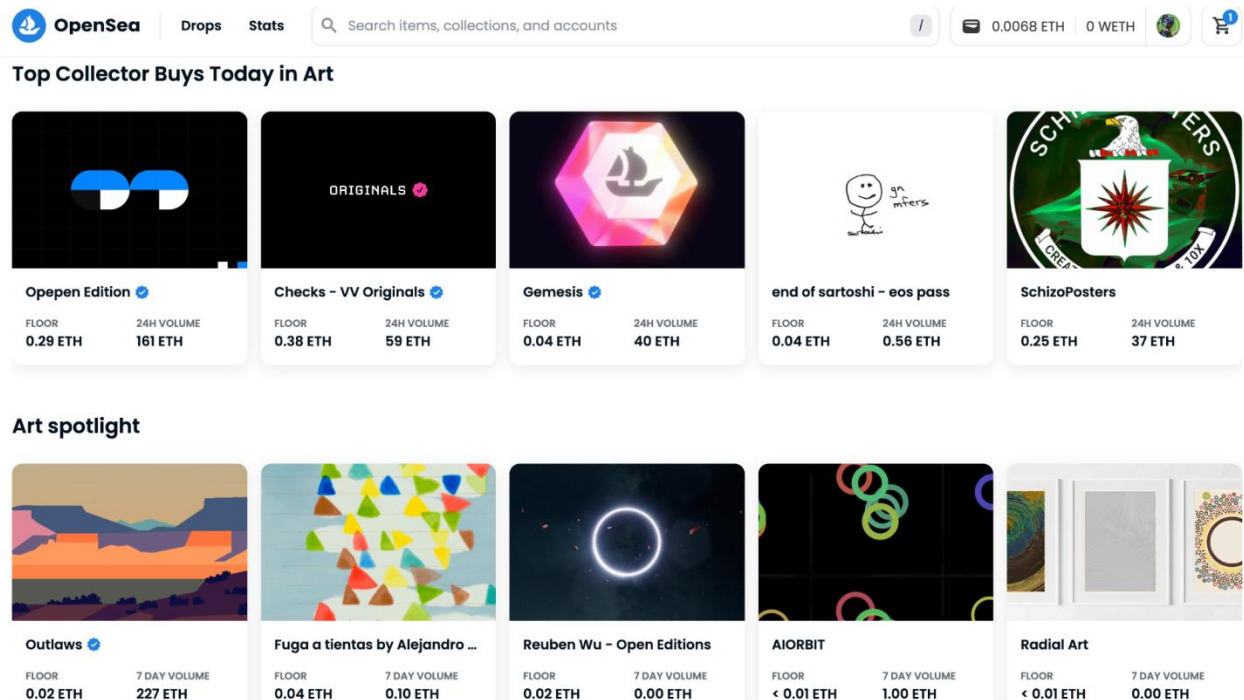 OpenSea
Drops
Stats
Search items, collections, and accounts
/
0.0068 ETH
0 WETH
1
Top Collector Buys Today in Art
ORIGINALS
gn
mfers
sartoshi
SCHIZO
TERS
& 10X
Opepen Edition
Checks - VV Originals
Gemesis
end of sartoshi - eos pass
SchizoPosters
FLOOR 24H VOLUME FLOOR 24H VOLUME FLOOR 24H VOLUME FLOOR 24H VOLUME FLOOR 24H VOLUME
0.29 ETH 161 ETH 0.38 ETH 59 ETH 0.04 ETH 40 ETH 0.04 ETH 0.56 ETH 0.25 ETH 37 ETH
Art spotlight
Outlaws
Fuga a tientas by Alejandro ...
Reuben Wu - Open Editions
AIORBIT
Radial Art
FLOOR 7 DAY VOLUME FLOOR 7 DAY VOLUME FLOOR 7 DAY VOLUME FLOOR 7 DAY VOLUME FLOOR 7 DAY VOLUME
0.02 ETH 227 ETH 0.04 ETH 0.10 ETH 0.02 ETH 0.00 ETH < 0.01 ETH 1.00 ETH < 0.01 ETH 0.00 ETH